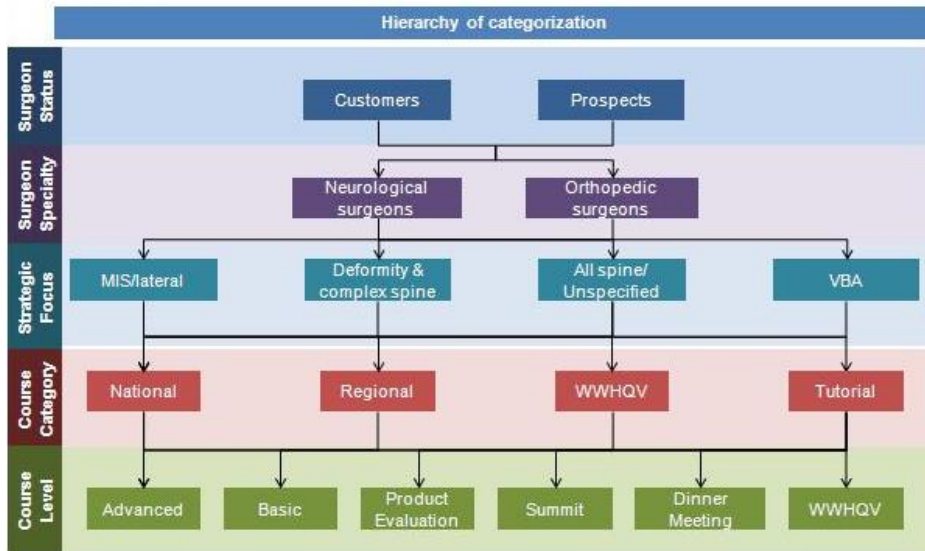 Hierarchy of categorization
Surgeon
Status
Customers
Prospects
Surgeon
Specialty
Neurological
surgeons
Orthopedic
surgeons
Strategic
Focus
MIS/lateral
Deformity &
complex spine
All spine/
Unspecified
VBA
Course
Category
National
Regional
WWHQV
Tutorial
Course
Level
Advanced
Basic
Product
Evaluation
Summit
Dinner
Meeting
WWHQV